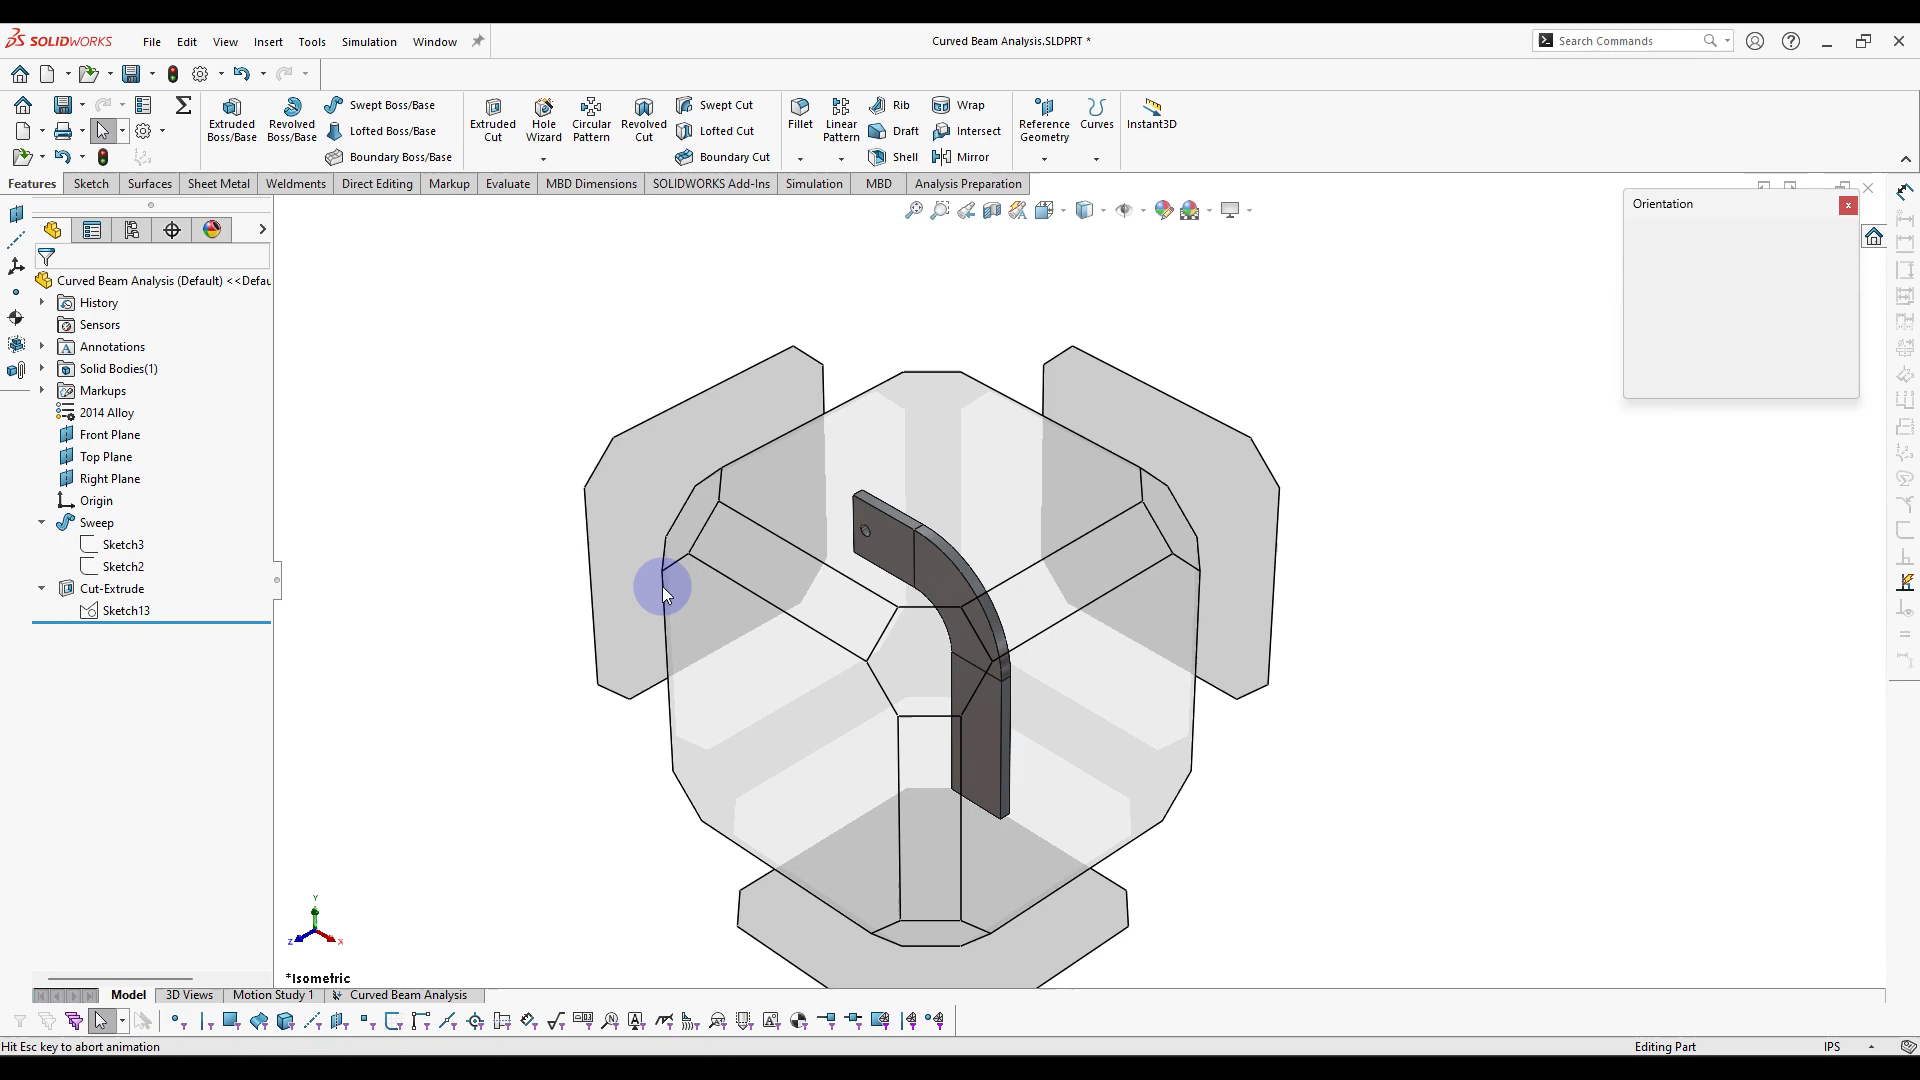 SOLIDWORKS
File Edit View Insert Tools Simulation Window
Curved Beam Analysis.SLDPRT *
Search Commands
Extruded Boss/Base
Revolved Boss/Base
Swept Boss/Base
Lofted Boss/Base
Boundary Boss/Base
Extruded Cut
Hole Wizard
Circular Pattern
Revolved Cut
Swept Cut
Lofted Cut
Boundary Cut
Fillet
Linear Pattern
Rib
Draft
Shell
Wrap
Intersect
Mirror
Reference Geometry
Curves
Instant3D
Features Sketch Surfaces Sheet Metal Weldments Direct Editing Markup Evaluate MBD Dimensions SOLIDWORKS Add-Ins Simulation MBD Analysis Preparation
Orientation
Curved Beam Analysis (Default) <<Defau
History
Sensors
Annotations
Solid Bodies(1)
Markups
2014 Alloy
Front Plane
Top Plane
Right Plane
Origin
Sweep
Sketch3
Sketch2
Cut-Extrude
Sketch13
Y
Z
X
*Isometric
Model 3D Views Motion Study 1 Curved Beam Analysis
Hit Esc key to abort animation
Editing Part
IPS